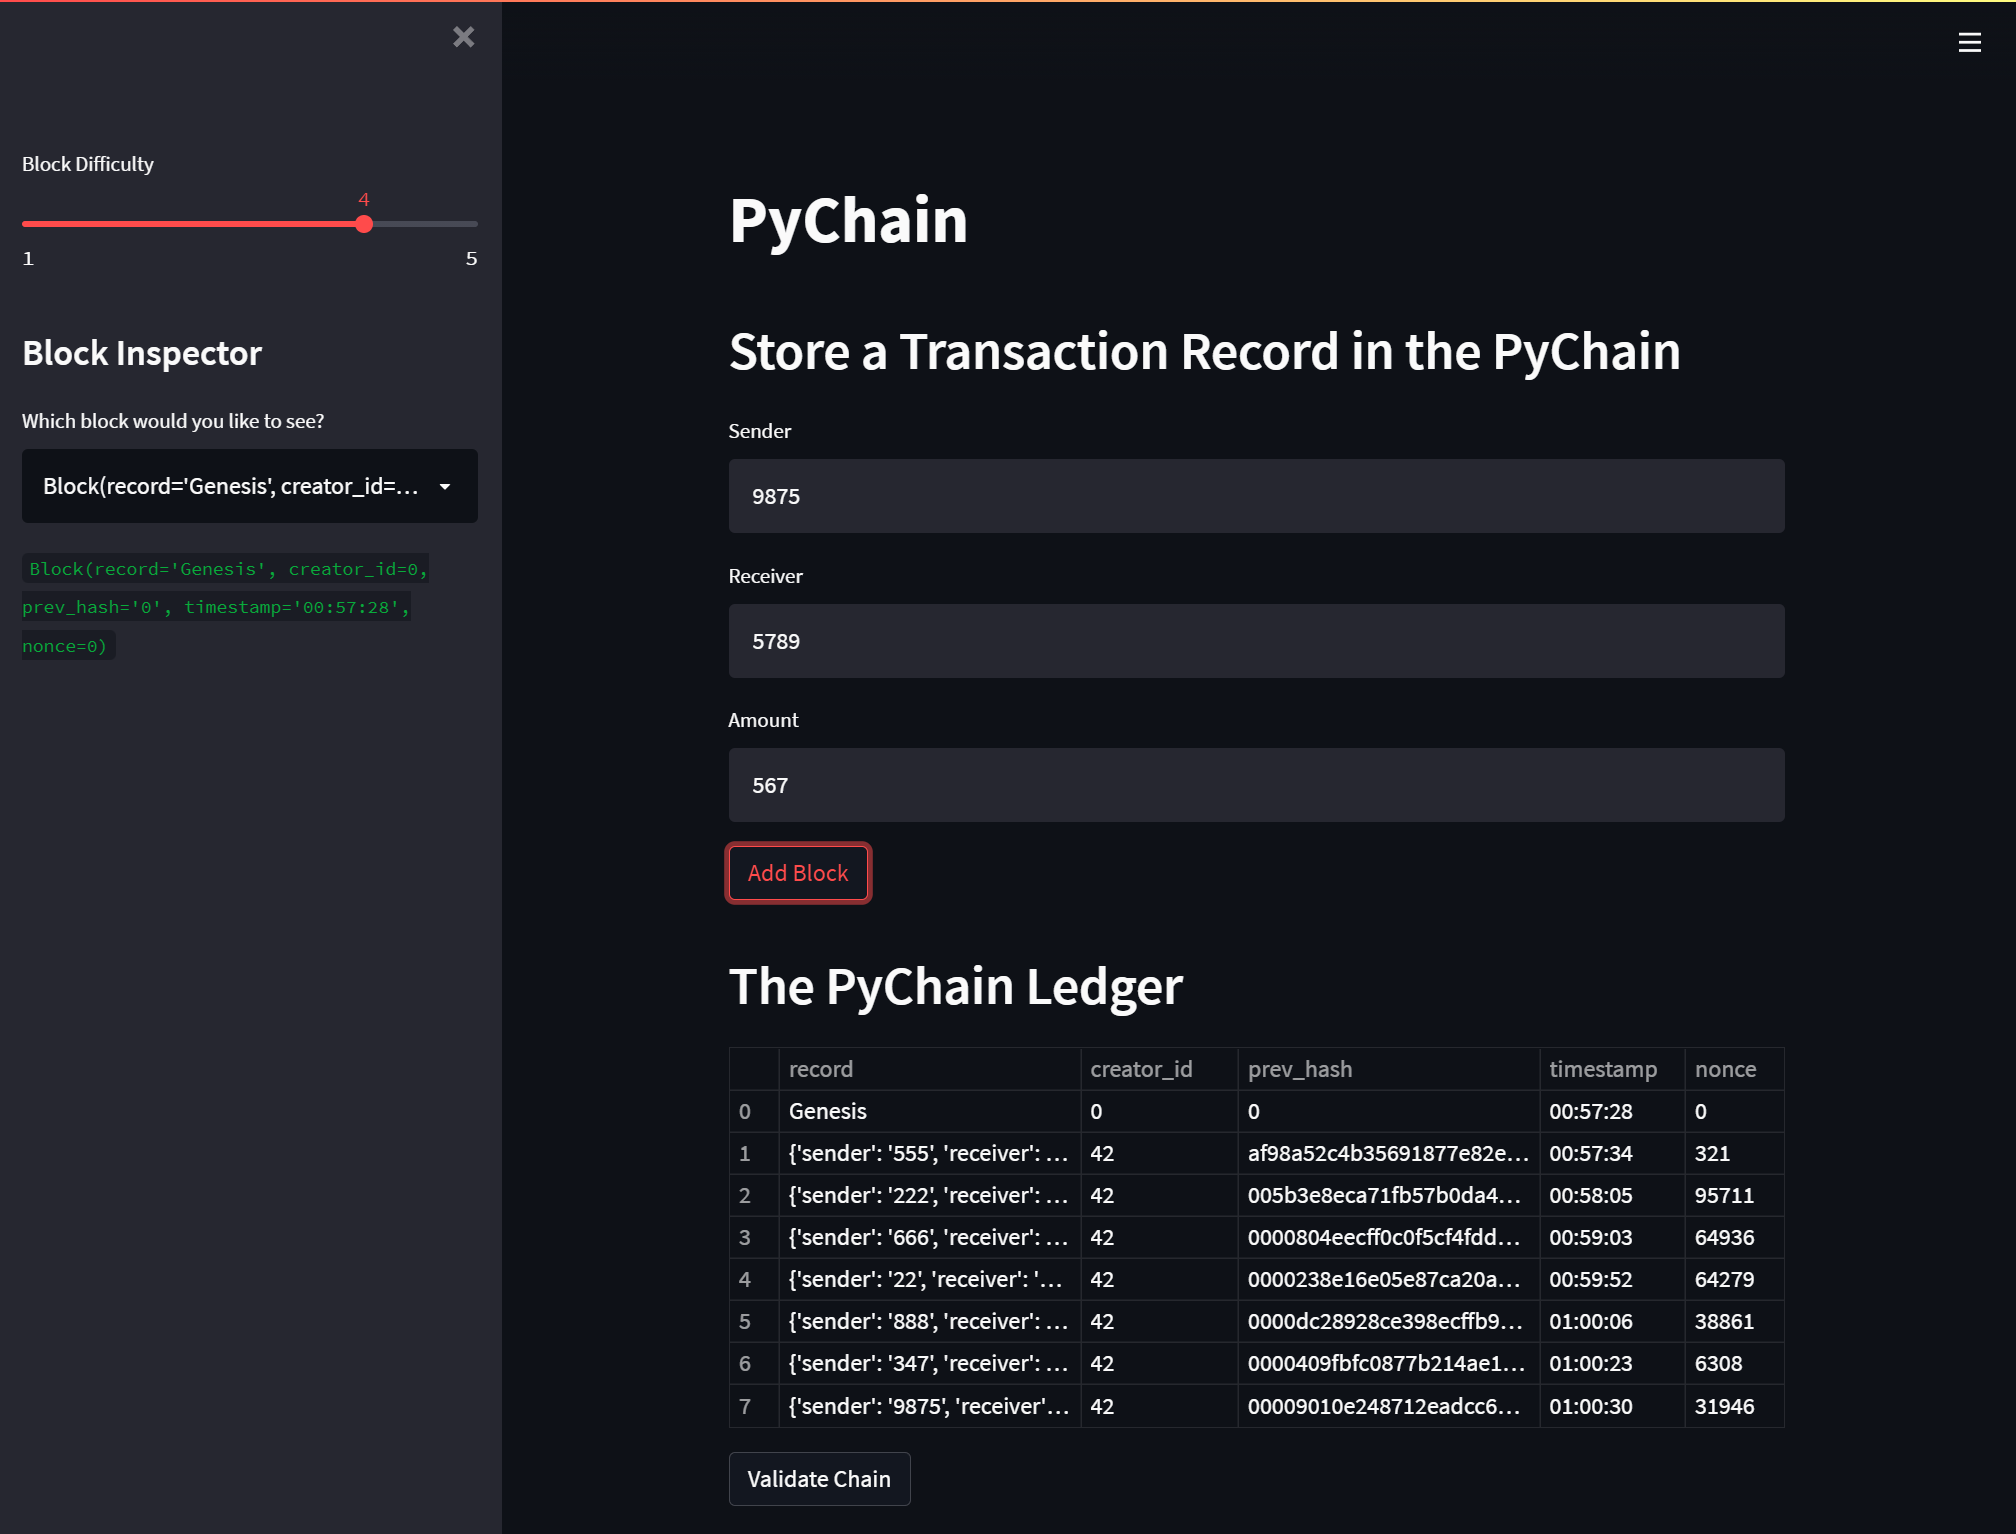 Block Difficulty
4
1 5
Block Inspector
Which block would you like to see?
Block(record='Genesis', creator_id=...
Block(record='Genesis', creator_id=0,
prev_hash='0', timestamp='00:57:28',
nonce=0)
PyChain
Store a Transaction Record in the PyChain
Sender
9875
Receiver
5789
Amount
567
Add Block
The PyChain Ledger
record creator_id prev_hash timestamp nonce
0 Genesis 0 0 00:57:28 0
1 {'sender': '555', 'receiver': ... 42 af98a52c4b35691877e82e... 00:57:34 321
2 {'sender': '222', 'receiver': ... 42 005b3e8eca71fb57b0da4... 00:58:05 95711
3 {'sender': '666', 'receiver': ... 42 0000804eecff0c0f5cf4fdd... 00:59:03 64936
4 {'sender': '22', 'receiver': '... 42 0000238e16e05e87ca20a... 00:59:52 64279
5 {'sender': '888', 'receiver': ... 42 0000dc28928ce398ecffb9... 01:00:06 38861
6 {'sender': '347', 'receiver': ... 42 0000409fbfc0877b214ae1... 01:00:23 6308
7 {'sender': '9875', 'receiver'... 42 00009010e248712eadcc6... 01:00:30 31946
Validate Chain